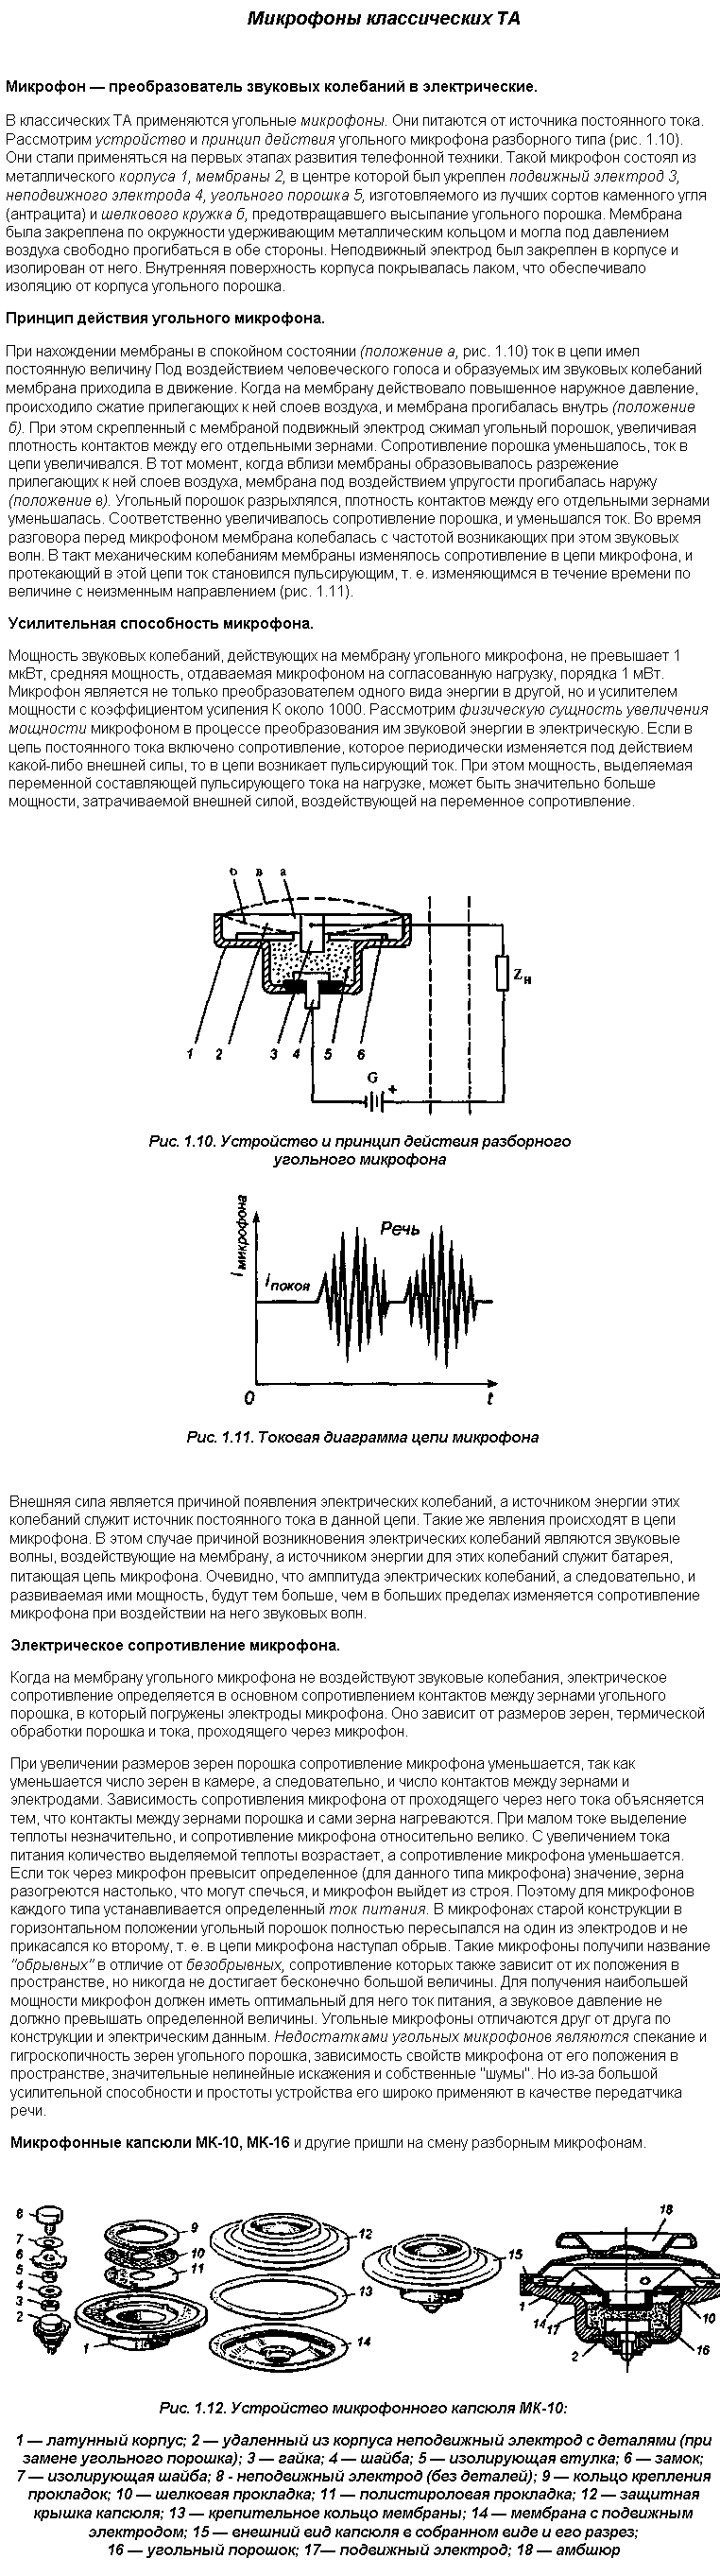 Микрофоны классических ТА
Микрофон — преобразователь звуковых колебаний в электрические.
В классических ТА применяются угольные микрофоны. Они питаются от источника постоянного тока.
Рассмотрим устройство и принцип действия угольного микрофона разборного типа (рис. 1.10).
Они стали применяться на первых этапах развития телефонной техники. Такой микрофон состоял из
металлического корпуса 1, мембраны 2, в центре которой был укреплен подвижный электрод 3,
неподвижного электрода 4, угольного порошка 5, изготовляемого из лучших сортов каменного угля
(антрацита) и шелкового кружка б, предотвращавшего высыпание угольного порошка. Мембрана
была закреплена по окружности удерживающим металлическим кольцом и могла под давлением
воздуха свободно прогибаться в обе стороны. Неподвижный электрод был закреплен в корпусе и
изолирован от него. Внутренняя поверхность корпуса покрывалась лаком, что обеспечивало
изоляцию от корпуса угольного порошка.
Принцип действия угольного микрофона.
При нахождении мембраны в спокойном состоянии (положение а, рис. 1.10) ток в цепи имел
постоянную величину Под воздействием человеческого голоса и образуемых им звуковых колебаний
мембрана приходила в движение. Когда на мембрану действовало повышенное наружное давление,
происходило сжатие прилегающих к ней слоев воздуха, и мембрана прогибалась внутрь (положение
б). При этом скрепленный с мембраной подвижный электрод сжимал угольный порошок, увеличивая
плотность контактов между его отдельными зернами. Сопротивление порошка уменьшалось, ток в
цепи увеличивался. В тот момент, когда вблизи мембраны образовывалось разрежение
прилегающих к ней слоев воздуха, мембрана под воздействием упругости прогибалась наружу
(положение в). Угольный порошок разрыхлялся, плотность контактов между его отдельными зернами
уменьшалась. Соответственно увеличивалось сопротивление порошка, и уменьшался ток. Во время
разговора перед микрофоном мембрана колебалась с частотой возникающих при этом звуковых
волн. В такт механическим колебаниям мембраны изменялось сопротивление в цепи микрофона, и
протекающий в этой цепи ток становился пульсирующим, т. е. изменяющимся в течение времени по
величине с неизменным направлением (рис. 1.11).
Усилительная способность микрофона.
Мощность звуковых колебаний, действующих на мембрану угольного микрофона, не превышает 1
мкВт, средняя мощность, отдаваемая микрофоном на согласованную нагрузку, порядка 1 мВт.
Микрофон является не только преобразователем одного вида энергии в другой, но и усилителем
мощности с коэффициентом усиления К около 1000. Рассмотрим физическую сущность увеличения
мощности микрофоном в процессе преобразования им звуковой энергии в электрическую. Если в
цепь постоянного тока включено сопротивление, которое периодически изменяется под действием
какой-либо внешней силы, то в цепи возникает пульсирующий ток. При этом мощность, выделяемая
переменной составляющей пульсирующего тока на нагрузке, может быть значительно больше
мощности, затрачиваемой внешней силой, воздействующей на переменное сопротивление.
б в а
Zн
1 2 3 4 5 6
G +
Рис. 1.10. Устройство и принцип действия разборного
угольного микрофона
I микрофона
Речь
I покоя
0 t
Рис. 1.11. Токовая диаграмма цепи микрофона
Внешняя сила является причиной появления электрических колебаний, а источником энергии этих
колебаний служит источник постоянного тока в данной цепи. Такие же явления происходят в цепи
микрофона. В этом случае причиной возникновения электрических колебаний являются звуковые
волны, воздействующие на мембрану, а источником энергии для этих колебаний служит батарея,
питающая цепь микрофона. Очевидно, что амплитуда электрических колебаний, а следовательно, и
развиваемая ими мощность, будут тем больше, чем в больших пределах изменяется сопротивление
микрофона при воздействии на него звуковых волн.
Электрическое сопротивление микрофона.
Когда на мембрану угольного микрофона не воздействуют звуковые колебания, электрическое
сопротивление определяется в основном сопротивлением контактов между зернами угольного
порошка, в который погружены электроды микрофона. Оно зависит от размеров зерен, термической
обработки порошка и тока, проходящего через микрофон.
При увеличении размеров зерен порошка сопротивление микрофона уменьшается, так как
уменьшается число зерен в камере, а следовательно, и число контактов между зернами и
электродами. Зависимость сопротивления микрофона от проходящего через него тока объясняется
тем, что контакты между зернами порошка и сами зерна нагреваются. При малом токе выделение
теплоты незначительно, и сопротивление микрофона относительно велико. С увеличением тока
питания количество выделяемой теплоты возрастает, а сопротивление микрофона уменьшается.
Если ток через микрофон превысит определенное (для данного типа микрофона) значение, зерна
разогреются настолько, что могут спечься, и микрофон выйдет из строя. Поэтому для микрофонов
каждого типа устанавливается определенный ток питания. В микрофонах старой конструкции в
горизонтальном положении угольный порошок полностью пересыпался на один из электродов и не
прикасался ко второму, т. е. в цепи микрофона наступал обрыв. Такие микрофоны получили название
"обрывных" в отличие от безобрывных, сопротивление которых также зависит от их положения в
пространстве, но никогда не достигает бесконечно большой величины. Для получения наибольшей
мощности микрофон должен иметь оптимальный для него ток питания, а звуковое давление не
должно превышать определенной величины. Угольные микрофоны отличаются друг от друга по
конструкции и электрическим данным. Недостатками угольных микрофонов являются спекание и
гигроскопичность зерен угольного порошка, зависимость свойств микрофона от его положения в
пространстве, значительные нелинейные искажения и собственные "шумы". Но из-за большой
усилительной способности и простоты устройства его широко применяют в качестве передатчика
речи.
Микрофонные капсюли МК-10, МК-16 и другие пришли на смену разборным микрофонам.
8 7 6 5 4 3 2
9 10 11 1
12 13 14
15
18 1 14 17 2 10 16
Рис. 1.12. Устройство микрофонного капсюля МК-10:
1 — латунный корпус; 2 — удаленный из корпуса неподвижный электрод с деталями (при
замене угольного порошка); 3 — гайка; 4 — шайба; 5 — изолирующая втулка; 6 — замок;
7 — изолирующая шайба; 8 - неподвижный электрод (без деталей); 9 — кольцо крепления
прокладок; 10 — шелковая прокладка; 11 — полистироловая прокладка; 12 — защитная
крышка капсюля; 13 — крепительное кольцо мембраны; 14 — мембрана с подвижным
электродом; 15 — внешний вид капсюля в собранном виде и его разрез;
16 — угольный порошок; 17— подвижный электрод; 18 — амбшюр